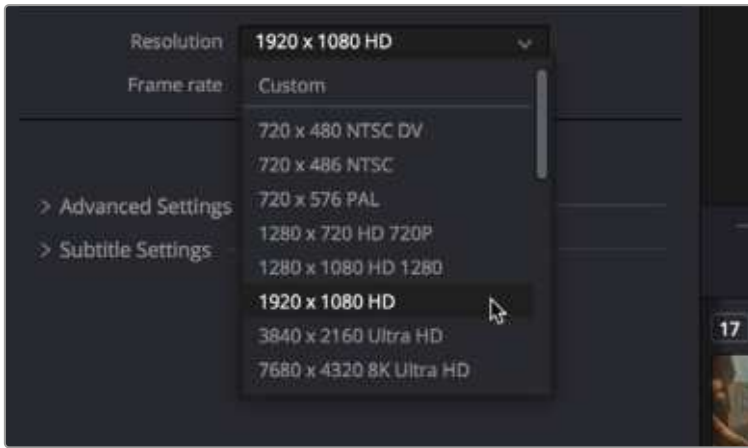 Resolution 1920 x 1080 HD
Frame rate Custom
720 x 480 NTSC DV
720 x 486 NTSC
> Advanced Settings 720 x 576 PAL
1280 x 720 HD 720P
> Subtitle Settings
1280 x 1080 HD 1280
1920 x 1080 HD
3840 x 2160 Ultra HD
7680 x 4320 8K Ultra HD
17